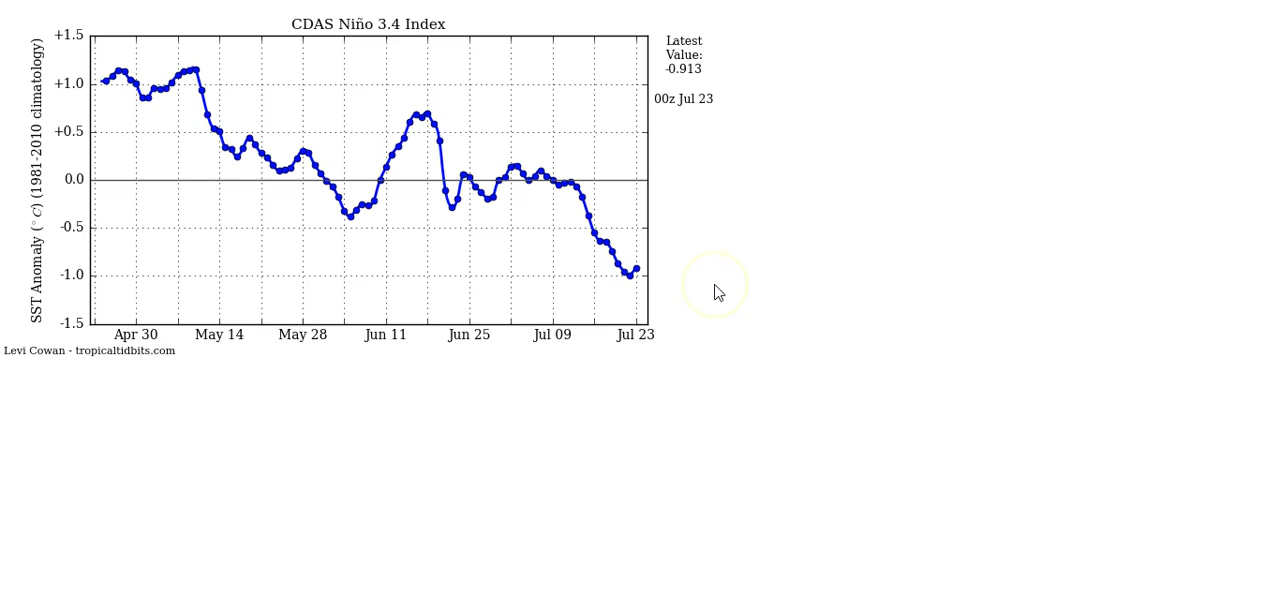 CDAS Niño 3.4 Index
SST Anomaly (°C) (1981-2010 climatology)
+1.5
+1.0
+0.5
0.0
-0.5
-1.0
-1.5
Apr 30 May 14 May 28 Jun 11 Jun 25 Jul 09 Jul 23
Latest
Value:
-0.913
00z Jul 23
Levi Cowan - tropicaltidbits.com